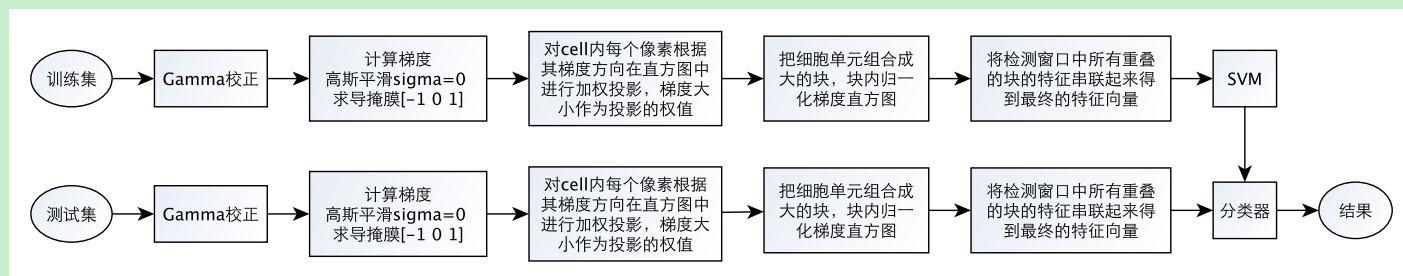 训练集
Gamma校正
计算梯度
高斯平滑sigma=0
求导掩膜[-1 0 1]
对cell内每个像素根据
其梯度方向在直方图中
进行加权投影，梯度大
小作为投影的权值
把细胞单元组合成
大的块，块内归一
化梯度直方图
将检测窗口中所有重叠
的块的特征串联起来得
到最终的特征向量
SVM
测试集
Gamma校正
计算梯度
高斯平滑sigma=0
求导掩膜[-1 0 1]
对cell内每个像素根据
其梯度方向在直方图中
进行加权投影，梯度大
小作为投影的权值
把细胞单元组合成
大的块，块内归一
化梯度直方图
将检测窗口中所有重叠
的块的特征串联起来得
到最终的特征向量
分类器
结果